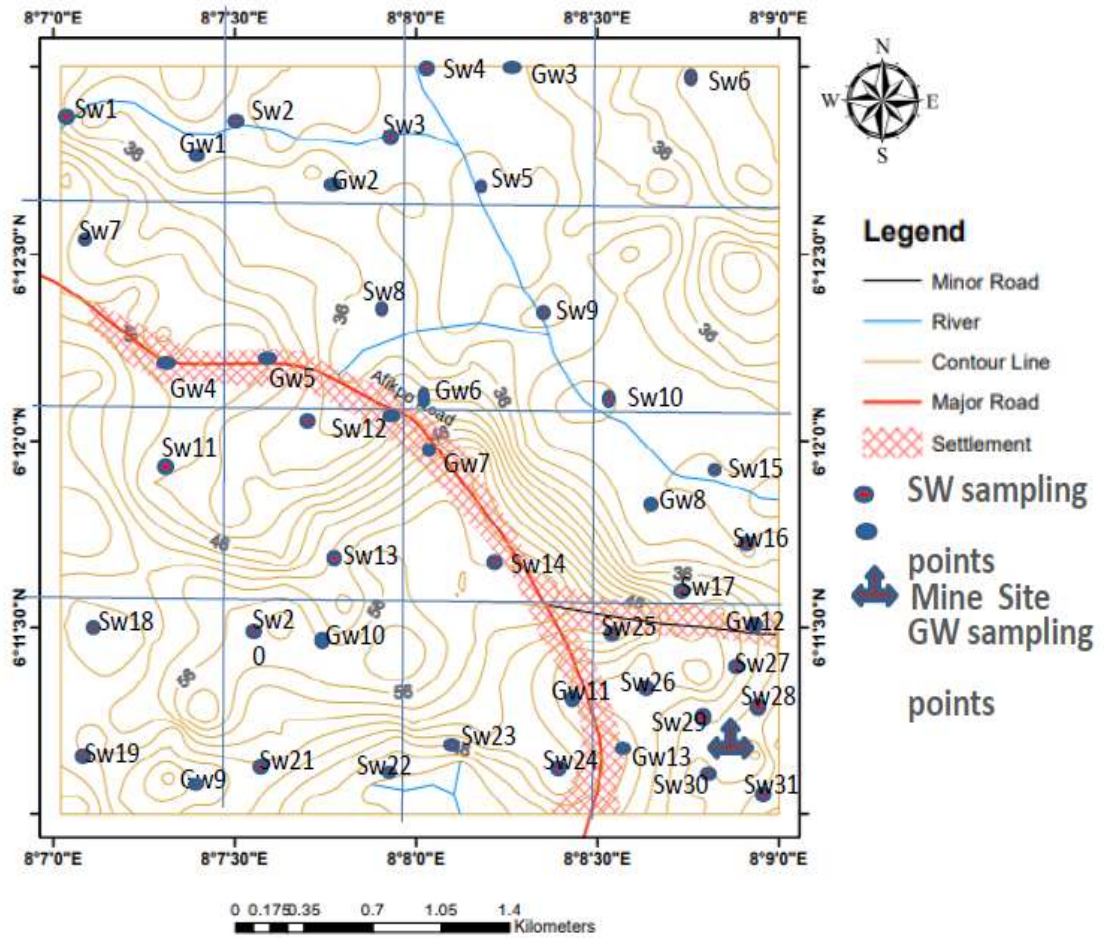 8°7'0"E 8°7'30"E 8°8'0"E 8°8'30"E 8°9'0"E
Sw4 Gw3 Sw6
N
W E
S
Sw1 Sw2 Sw3
36 Gw1 36
Gw2 Sw5
Sw7
6°12'30"N 6°12'30"N
Legend
Minor Road
River
Contour Line
Major Road
Settlement
SW sampling
points
Mine Site
GW sampling
points
Sw8 Sw9
36 36
Gw4 Gw5
Afikpo Road
Gw6 36 Sw10
Sw12
6°12'0"N 6°12'0"N
Sw11 Gw7 Sw15
Gw8
46 Sw16
Sw13 Sw14
36
Sw17
46
56
6°11'30"N 6°11'30"N
Sw18 Sw2
0
Gw10 Sw25 Gw12
Sw27
56 56 Gw11 Sw26 Sw28
Sw29
Sw23
Sw19 Gw9 Sw21 Sw22 Sw24 Gw13
Sw30 Sw31
8°7'0"E 8°7'30"E 8°8'0"E 8°8'30"E 8°9'0"E
0 0.175 0.35 0.7 1.05 1.4
Kilometers